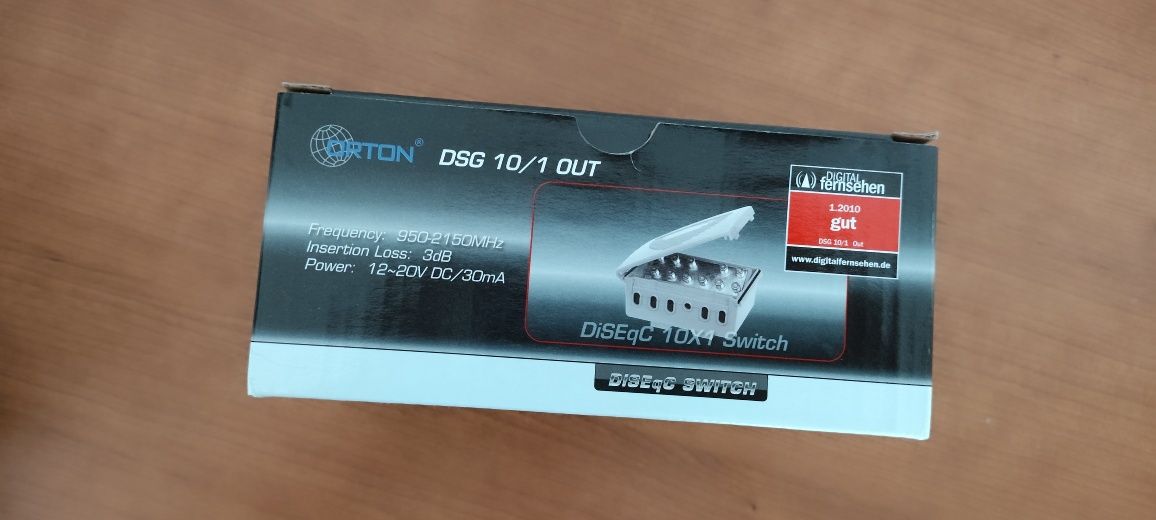 ORTON®
DSG 10/1 OUT
Frequency: 950-2150MHz
Insertion Loss: 3dB
Power: 12~20V DC/30mA
DiSEqC 10X1 Switch
DIGITAL
fernsehen
1.2010
gut
DSG 10/1 Out
www.digitalfernsehen.de
DiSEqC SWITCH